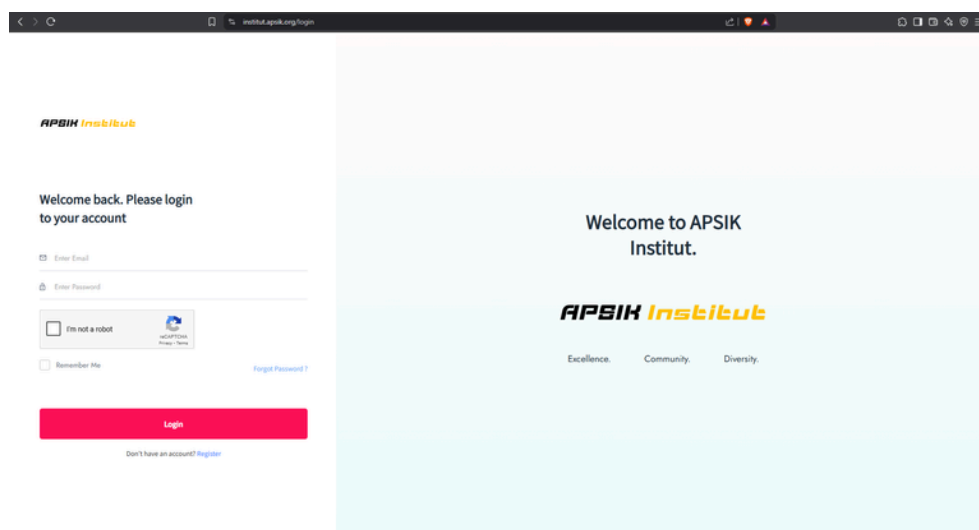 institut.apsik.org/login
APSIK Institut
Welcome back. Please login
to your account
Enter Email
Enter Password
I'm not a robot
reCAPTCHA
Privacy - Terms
Remember Me
Forgot Password ?
Login
Don't have an account? Register
Welcome to APSIK
Institut.
APSIK Institut
Excellence. Community. Diversity.